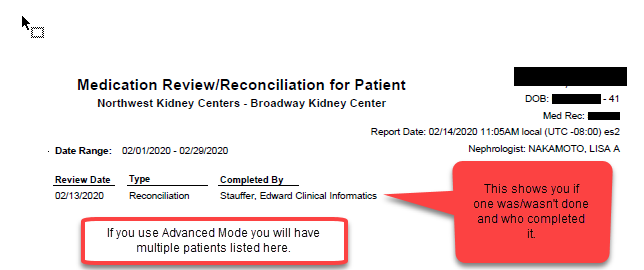 Medication Review/Reconciliation for Patient
Northwest Kidney Centers - Broadway Kidney Center
DOB: - 41
Med Rec:
Report Date: 02/14/2020 11:05AM local (UTC -08:00) es2
Date Range: 02/01/2020 - 02/29/2020
Nephrologist: NAKAMOTO, LISA A
Review Date Type Completed By
02/13/2020 Reconciliation Stauffer, Edward Clinical Informatics
This shows you if
one was/wasn't done
and who completed
it.
If you use Advanced Mode you will have
multiple patients listed here.